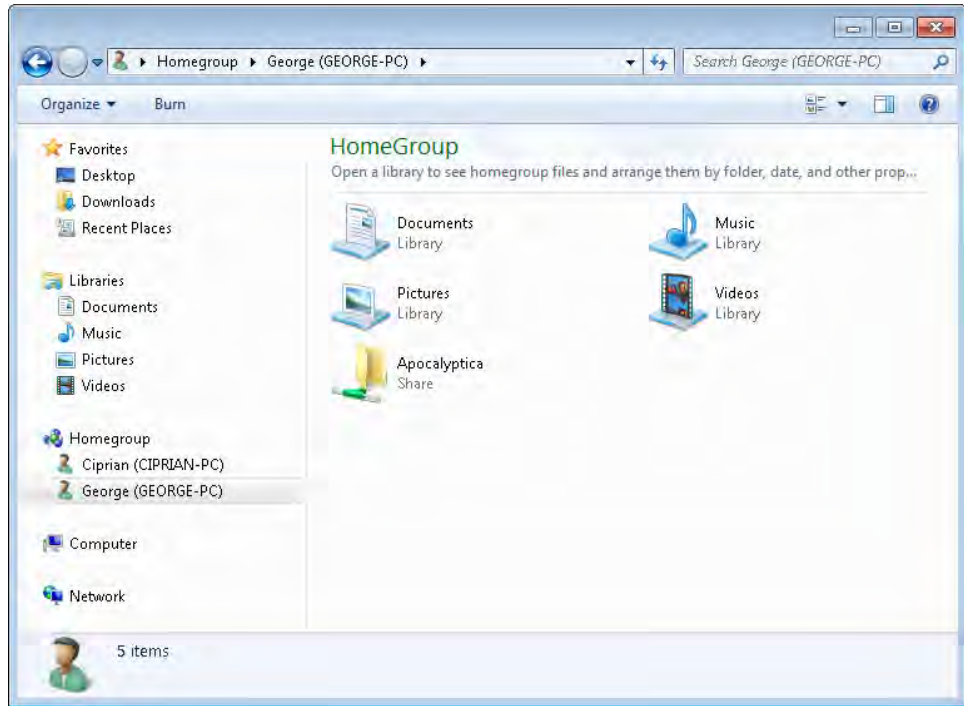 Homegroup George (GEORGE-PC)
Search George (GEORGE-PC)
Organize Burn
Favorites
Desktop
Downloads
Recent Places
Libraries
Documents
Music
Pictures
Videos
Homegroup
Ciprian (CIPRIAN-PC)
George (GEORGE-PC)
Computer
Network
HomeGroup
Open a library to see homegroup files and arrange them by folder, date, and other prop...
Documents
Library
Music
Library
Pictures
Library
Videos
Library
Apocalyptica
Share
5 items